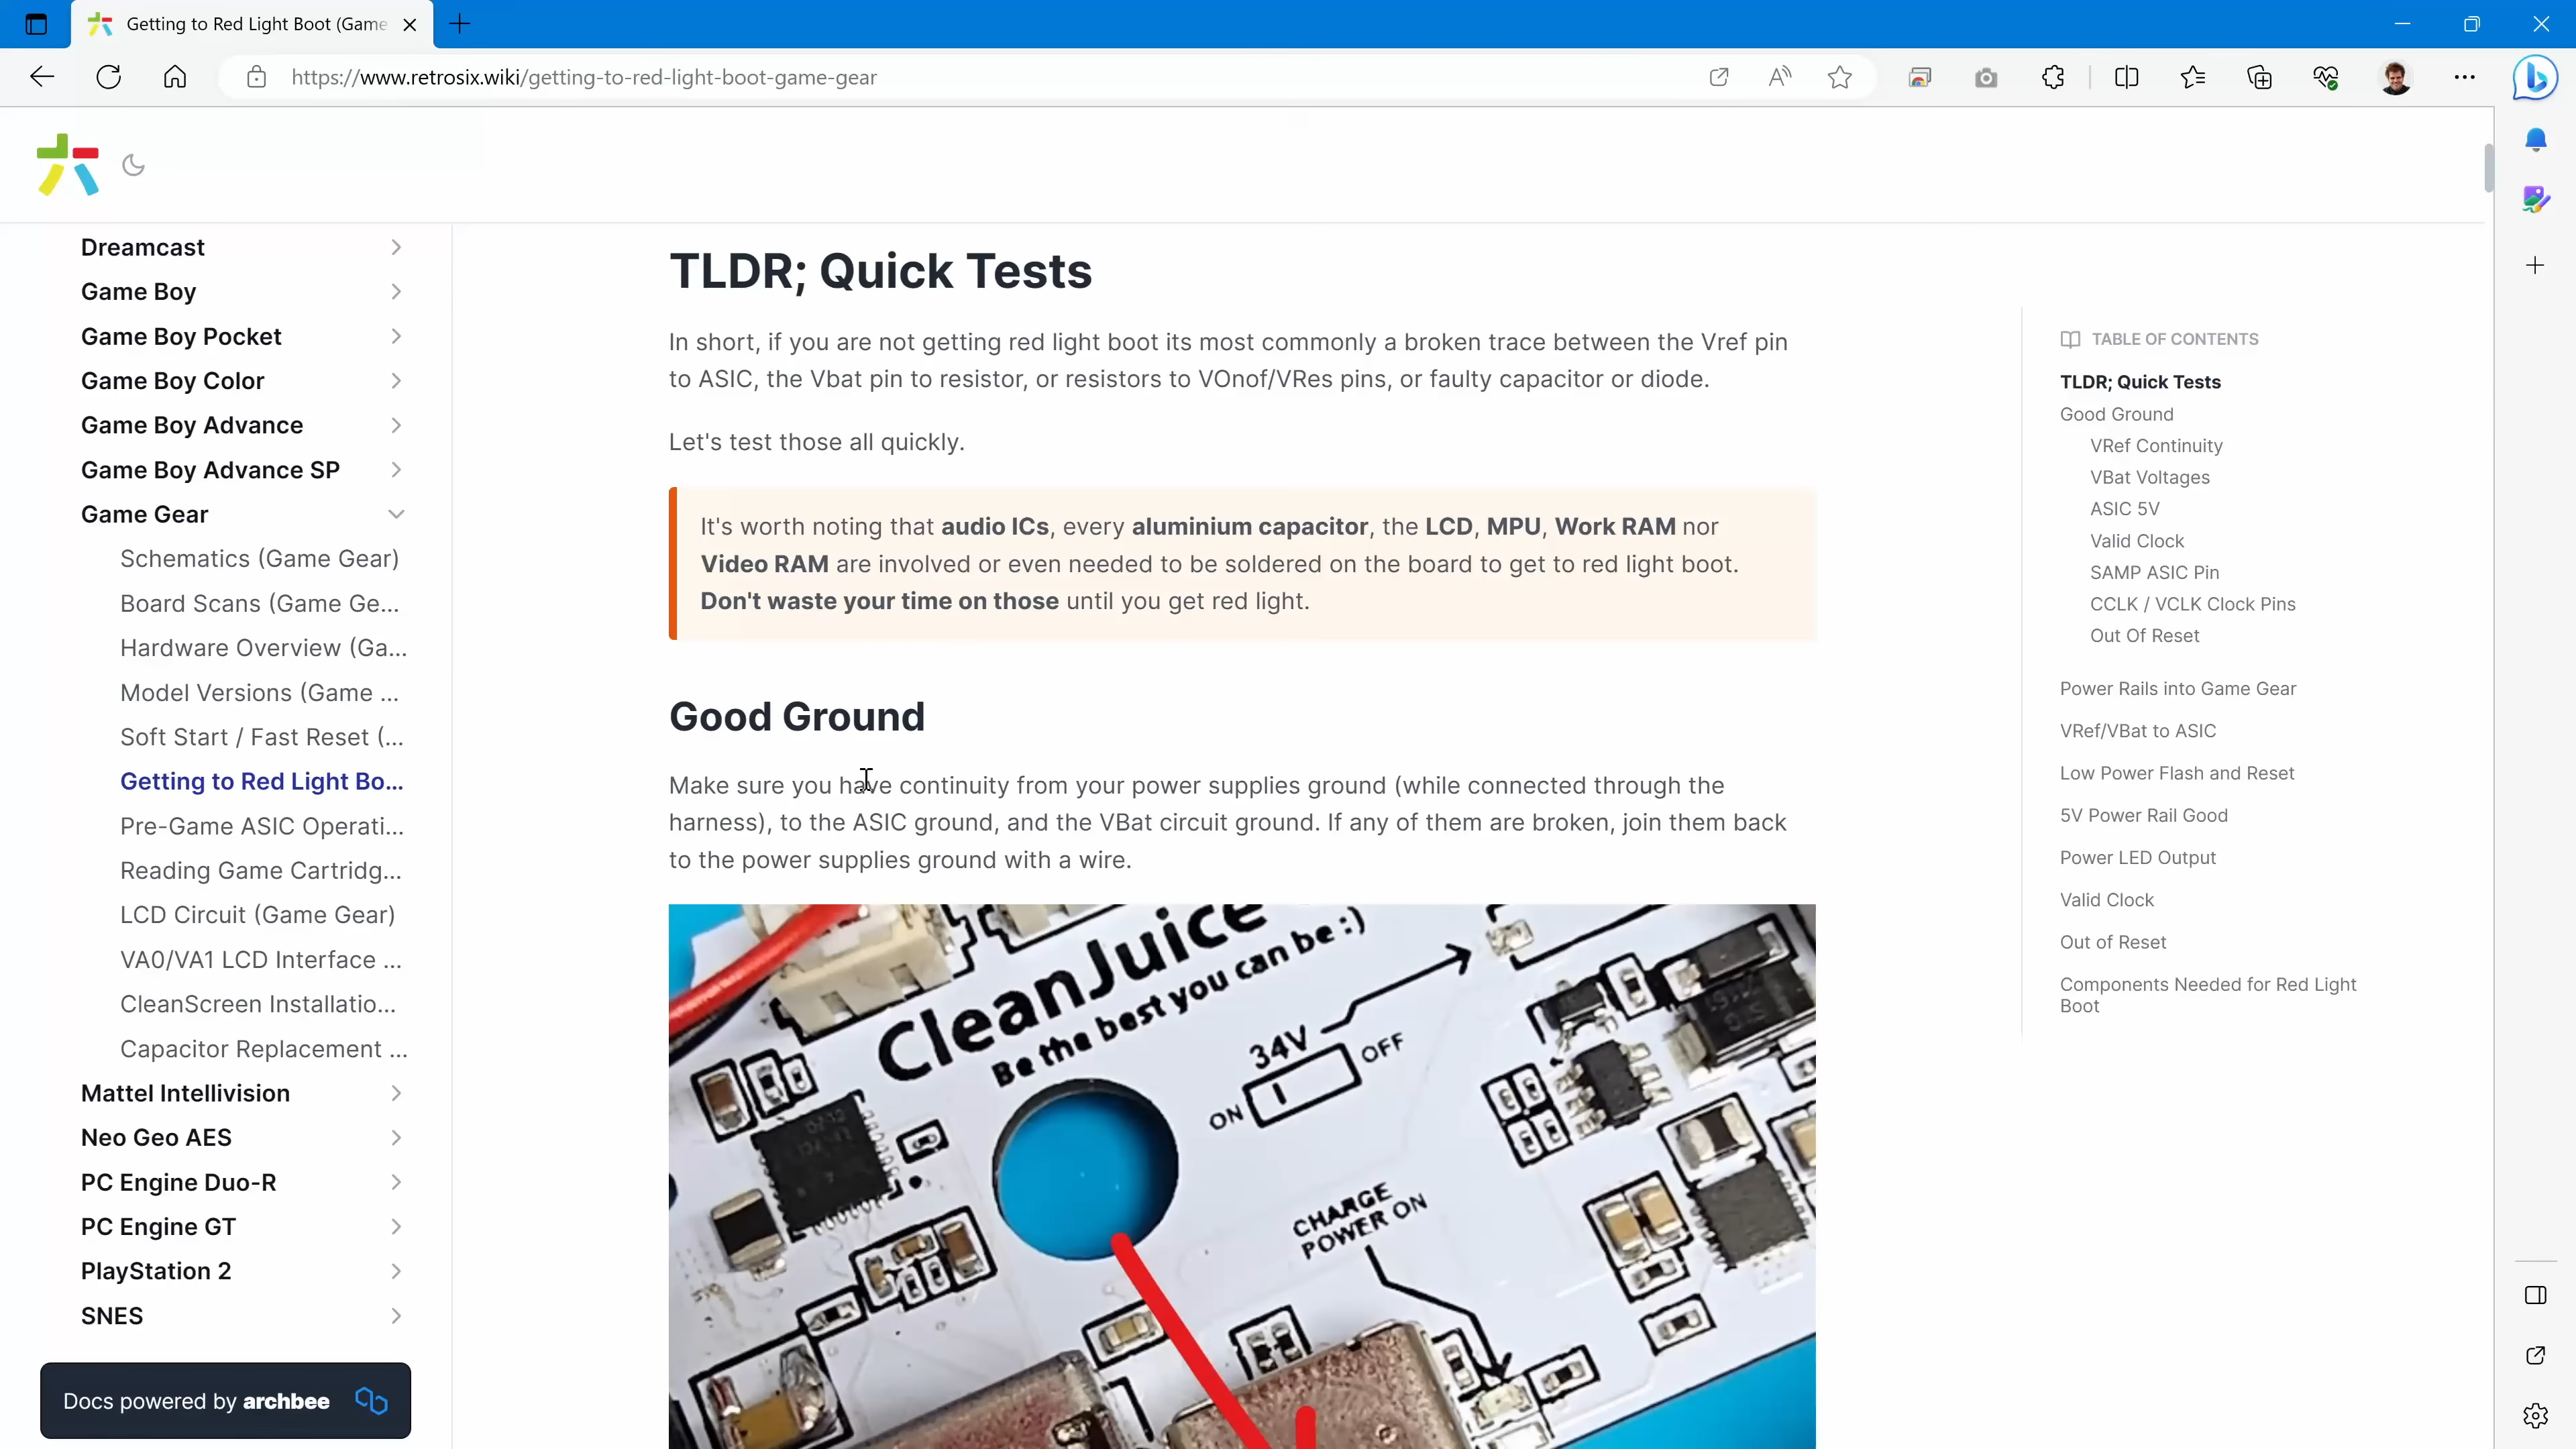 Getting to Red Light Boot (Game
https://www.retrosix.wiki/getting-to-red-light-boot-game-gear
Dreamcast
Game Boy
Game Boy Pocket
Game Boy Color
Game Boy Advance
Game Boy Advance SP
Game Gear
Schematics (Game Gear)
Board Scans (Game Ge...
Hardware Overview (Ga...
Model Versions (Game ...
Soft Start / Fast Reset (...
Getting to Red Light Bo...
Pre-Game ASIC Operati...
Reading Game Cartridg...
LCD Circuit (Game Gear)
VA0/VA1 LCD Interface ...
CleanScreen Installatio...
Capacitor Replacement ...
Mattel Intellivision
Neo Geo AES
PC Engine Duo-R
PC Engine GT
PlayStation 2
SNES
Docs powered by archbee
TLDR; Quick Tests
In short, if you are not getting red light boot its most commonly a broken trace between the Vref pin
to ASIC, the Vbat pin to resistor, or resistors to VOnof/VRes pins, or faulty capacitor or diode.
Let's test those all quickly.
It's worth noting that audio ICs, every aluminium capacitor, the LCD, MPU, Work RAM nor
Video RAM are involved or even needed to be soldered on the board to get to red light boot.
Don't waste your time on those until you get red light.
Good Ground
Make sure you have continuity from your power supplies ground (while connected through the
harness), to the ASIC ground, and the VBat circuit ground. If any of them are broken, join them back
to the power supplies ground with a wire.
CleanJuice
Be the best you can be :)
34V
ON
OFF
CHARGE
POWER ON
TABLE OF CONTENTS
TLDR; Quick Tests
Good Ground
VRef Continuity
VBat Voltages
ASIC 5V
Valid Clock
SAMP ASIC Pin
CCLK / VCLK Clock Pins
Out Of Reset
Power Rails into Game Gear
VRef/VBat to ASIC
Low Power Flash and Reset
5V Power Rail Good
Power LED Output
Valid Clock
Out of Reset
Components Needed for Red Light
Boot